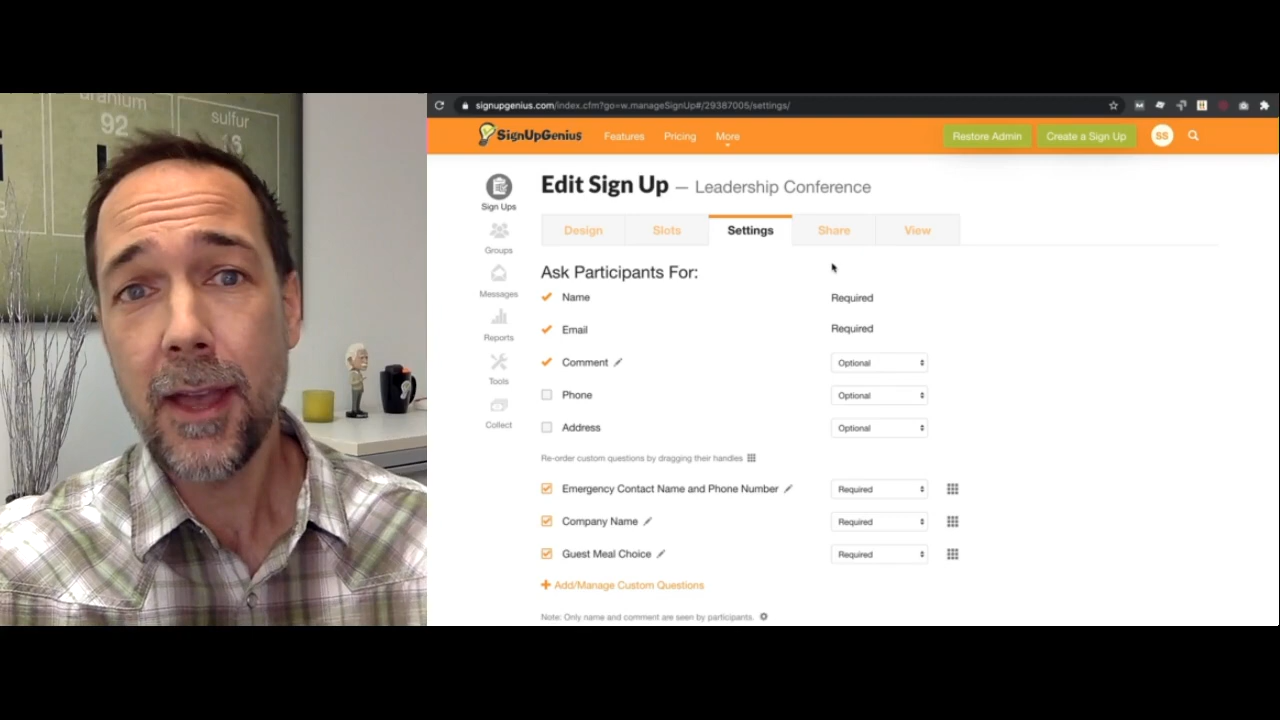 uranium
92
sulfur
16
signupgenius.com/index.cfm?go=w.manageSignUp#/29387005/settings/
SignUpGenius
Features
Pricing
More
Restore Admin
Create a Sign Up
SS
Edit Sign Up — Leadership Conference
Sign Ups
Groups
Messages
Reports
Tools
Collect
Design
Slots
Settings
Share
View
Ask Participants For:
Name Required
Email Required
Comment Optional
Phone Optional
Address Optional
Re-order custom questions by dragging their handles
Emergency Contact Name and Phone Number Required
Company Name Required
Guest Meal Choice Required
+ Add/Manage Custom Questions
Note: Only name and comment are seen by participants.